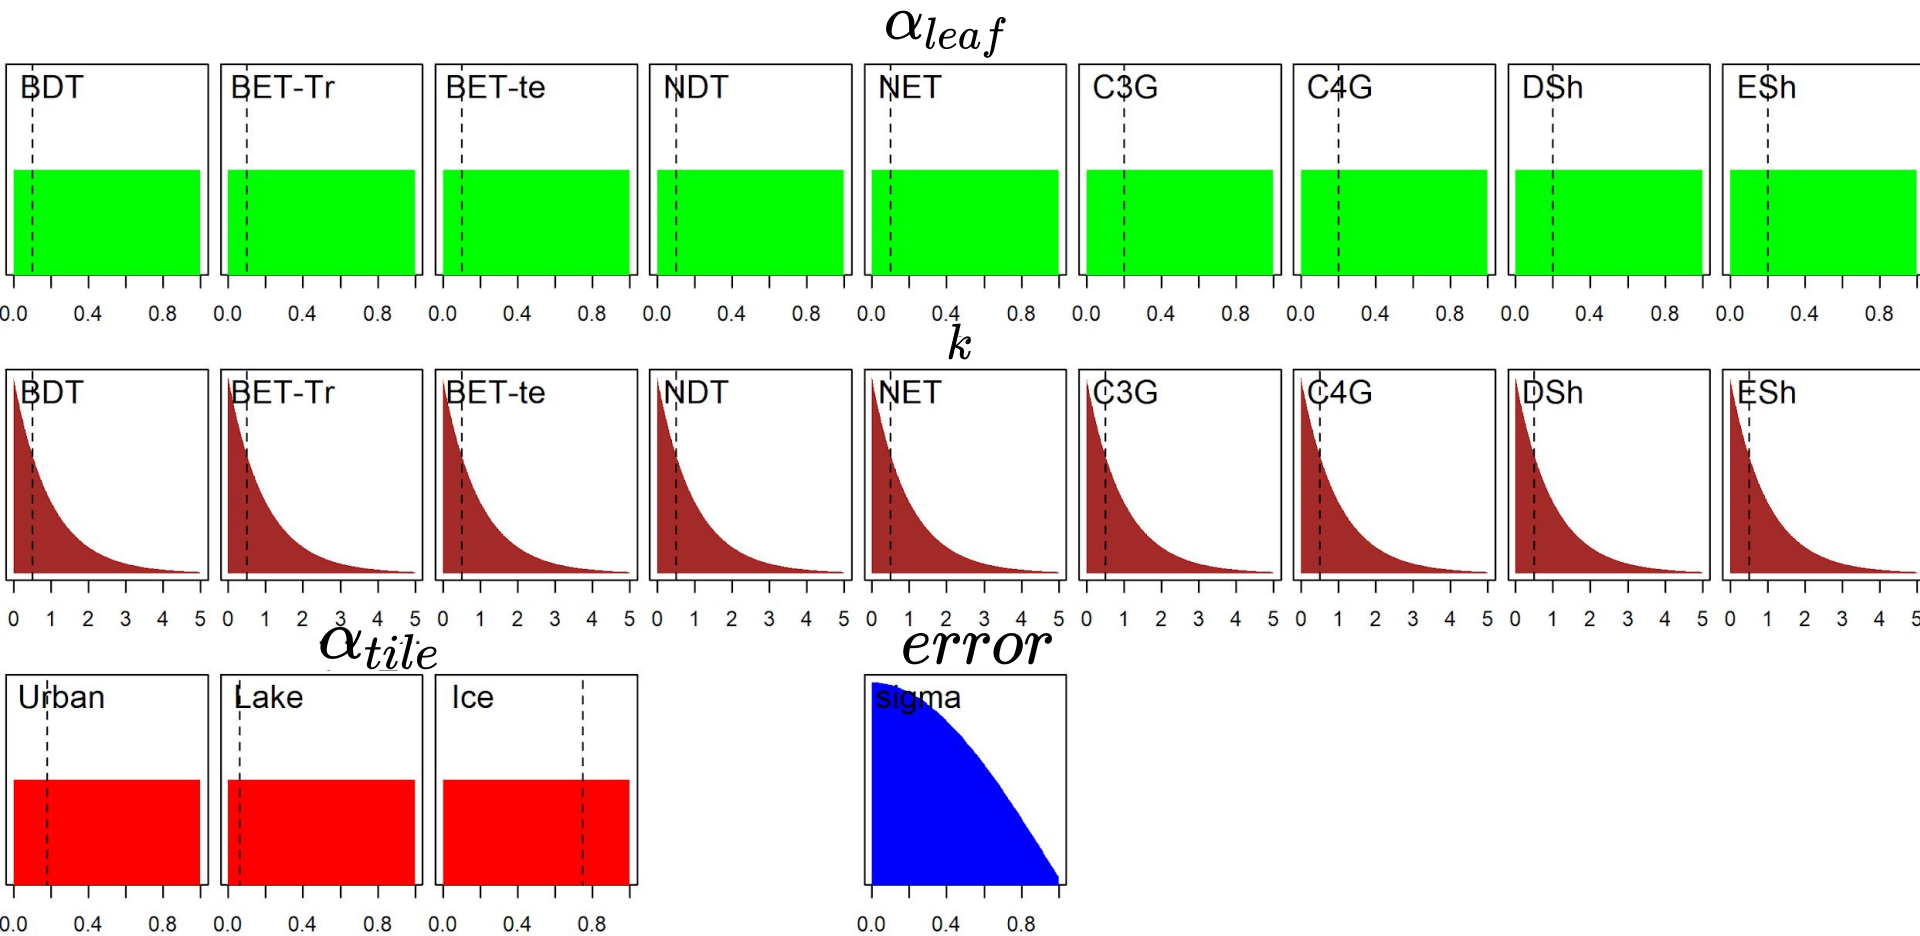 α_leaf
BDT BET-Tr BET-te NDT NET C3G C4G DSh ESh
0.0 0.4 0.8 0.0 0.4 0.8 0.0 0.4 0.8 0.0 0.4 0.8 0.0 0.4 0.8 0.0 0.4 0.8 0.0 0.4 0.8 0.0 0.4 0.8 0.0 0.4 0.8
k
BDT BET-Tr BET-te NDT NET C3G C4G DSh ESh
0 1 2 3 4 5 0 1 2 3 4 5 0 1 2 3 4 5 0 1 2 3 4 5 0 1 2 3 4 5 0 1 2 3 4 5 0 1 2 3 4 5 0 1 2 3 4 5 0 1 2 3 4 5
α_tile error
Urban Lake Ice sigma
0.0 0.4 0.8 0.0 0.4 0.8 0.0 0.4 0.8 0.0 0.4 0.8